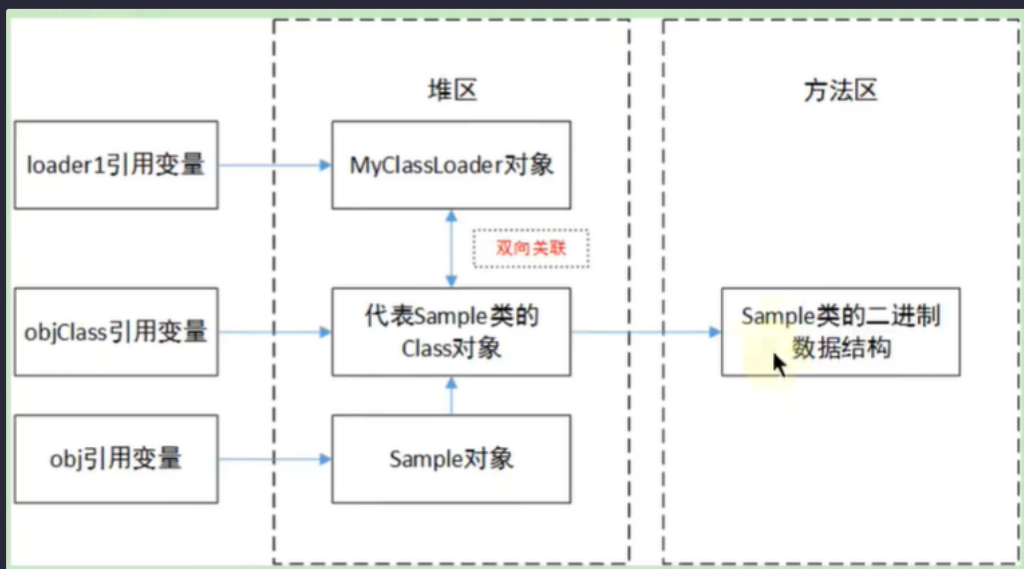 堆区
方法区
loader1引用变量
MyClassLoader对象
双向关联
objClass引用变量
代表Sample类的
Class对象
Sample类的二进制
数据结构
obj引用变量
Sample对象